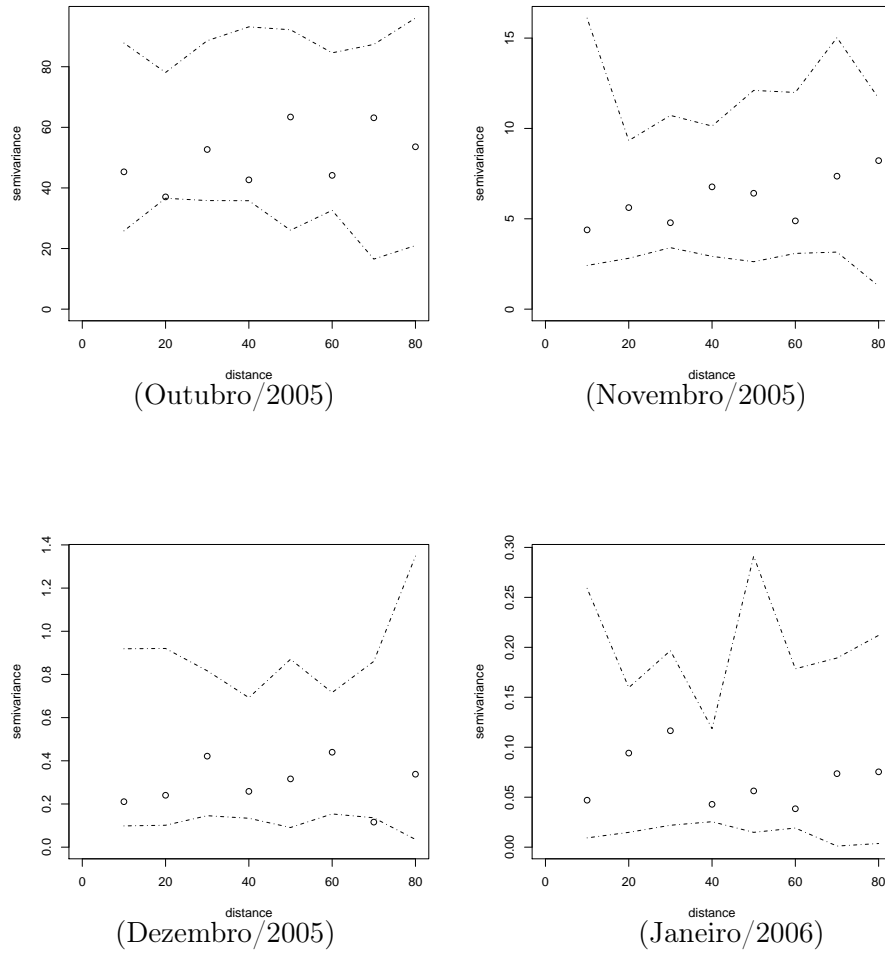 semivariance
0 20 40 60 80
0 20 40 60 80
distance
(Outubro/2005)
semivariance
0 5 10 15
0 20 40 60 80
distance
(Novembro/2005)
semivariance
0.0 0.2 0.4 0.6 0.8 1.0 1.2 1.4
0 20 40 60 80
distance
(Dezembro/2005)
semivariance
0.00 0.05 0.10 0.15 0.20 0.25 0.30
0 20 40 60 80
distance
(Janeiro/2006)